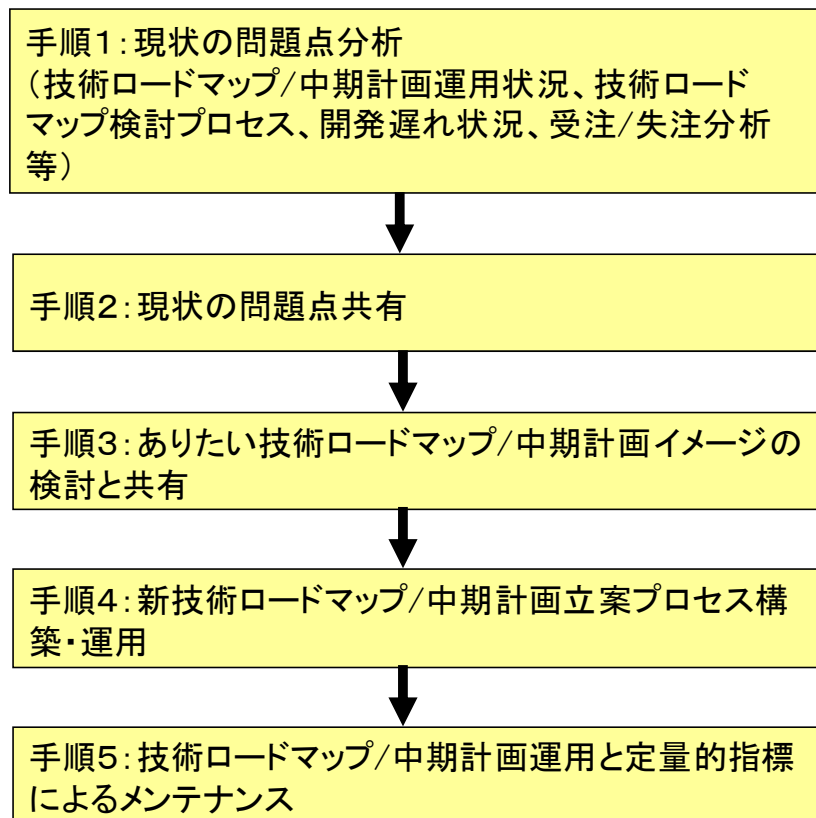 手順1：現状の問題点分析
（技術ロードマップ/中期計画運用状況、技術ロード
マップ検討プロセス、開発遅れ状況、受注/失注分析
等）
手順2：現状の問題点共有
手順3：ありたい技術ロードマップ/中期計画イメージの
検討と共有
手順4：新技術ロードマップ/中期計画立案プロセス構
築・運用
手順5：技術ロードマップ/中期計画運用と定量的指標
によるメンテナンス